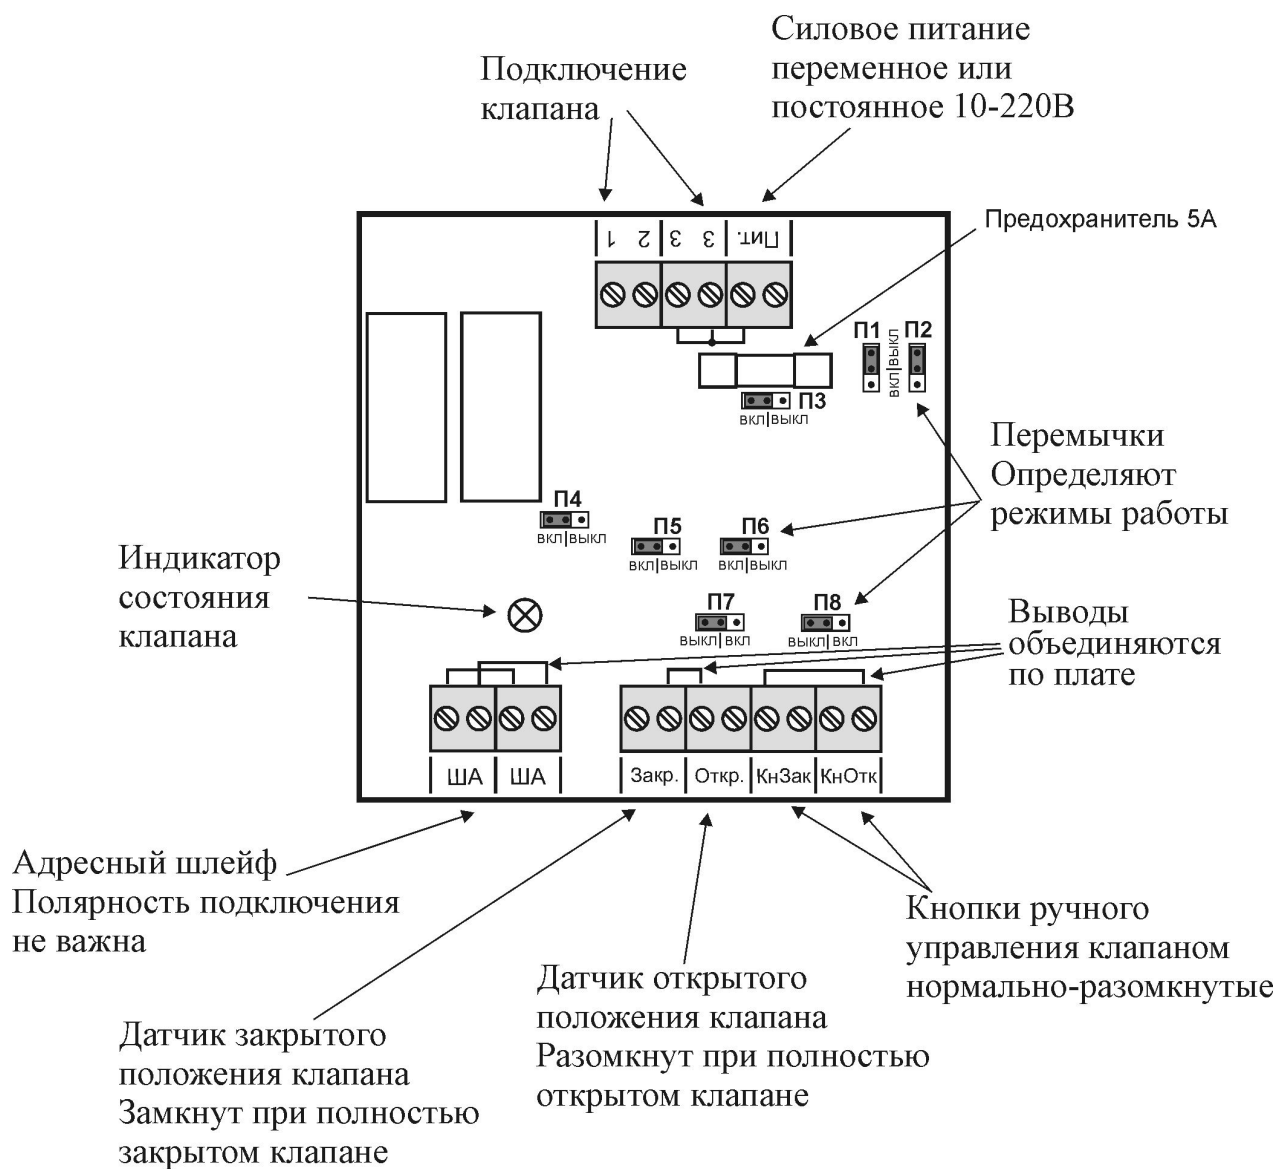 Силовое питание
переменное или
постоянное 10-220В
Подключение
клапана
Предохранитель 5А
1 2 3 3 Пит.
П1 П2
ВКЛ|ВЫКЛ
П3
ВКЛ|ВЫКЛ
Перемычки
Определяют
режимы работы
П4
ВКЛ|ВЫКЛ
П5
ВКЛ|ВЫКЛ
П6
ВКЛ|ВЫКЛ
Индикатор
состояния
клапана
П7
ВЫКЛ|ВКЛ
П8
ВЫКЛ|ВКЛ
Выводы
объединяются
по плате
ША ША
Закр. Откр. КнЗак КнОтк
Адресный шлейф
Полярность подключения
не важна
Кнопки ручного
управления клапаном
нормально-разомкнутые
Датчик открытого
положения клапана
Разомкнут при полностью
открытом клапане
Датчик закрытого
положения клапана
Замкнут при полностью
закрытом клапане